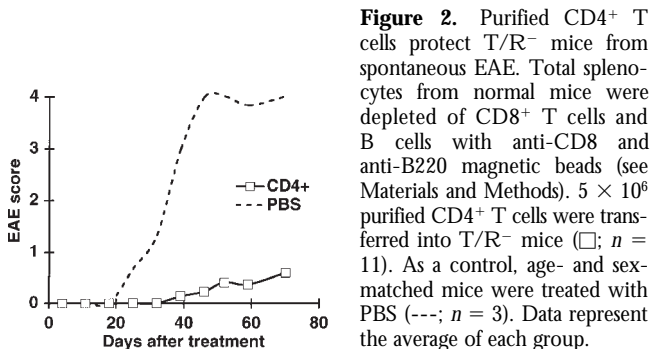 4
3
2
1
0
EAE score
CD4+
PBS
0 20 40 60 80
Days after treatment
Figure 2. Purified CD4⁺ T
cells protect T/R⁻ mice from
spontaneous EAE. Total spleno-
cytes from normal mice were
depleted of CD8⁺ T cells and
B cells with anti-CD8 and
anti-B220 magnetic beads (see
Materials and Methods). 5 × 10⁶
purified CD4⁺ T cells were trans-
ferred into T/R⁻ mice (□; n =
11). As a control, age- and sex-
matched mice were treated with
PBS (---; n = 3). Data represent
the average of each group.